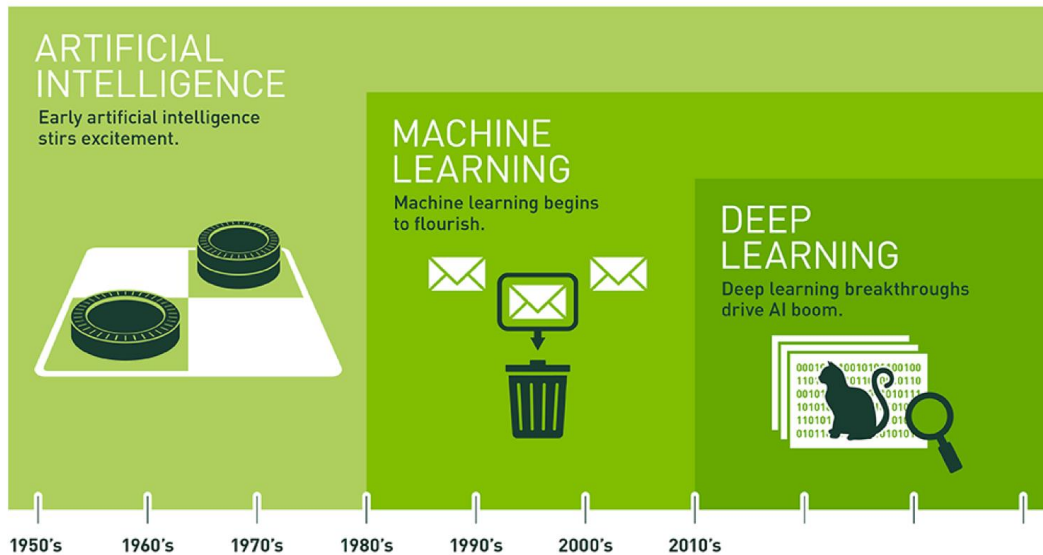 ARTIFICIAL
INTELLIGENCE
Early artificial intelligence
stirs excitement.
MACHINE
LEARNING
Machine learning begins
to flourish.
DEEP
LEARNING
Deep learning breakthroughs
drive AI boom.
1950's 1960's 1970's 1980's 1990's 2000's 2010's